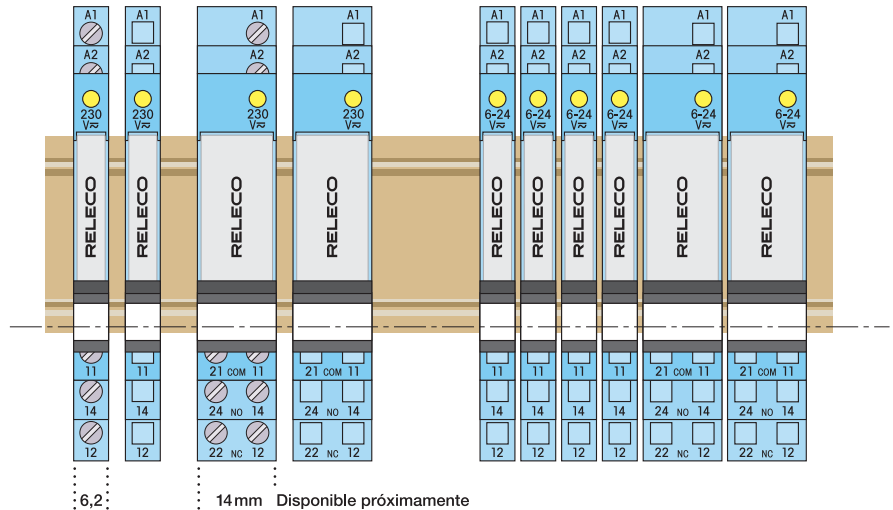 A1 A1 A1 A1 A1 A1 A1 A1 A1 A1
A2 A2 A2 A2 A2 A2 A2 A2 A2 A2
230 230 230 230 6-24 6-24 6-24 6-24 6-24 6-24
V≂ V≂ V≂ V≂ V≂ V≂ V≂ V≂ V≂ V≂
RELECO RELECO RELECO RELECO RELECO RELECO RELECO RELECO RELECO RELECO
11 11 21 COM 11 21 COM 11 11 11 11 11 21 COM 11 21 COM 11
14 14 24 NO 14 24 NO 14 14 14 14 14 24 NO 14 24 NO 14
12 12 22 NC 12 22 NC 12 12 12 12 12 22 NC 12 22 NC 12
6,2 14 mm Disponible próximamente